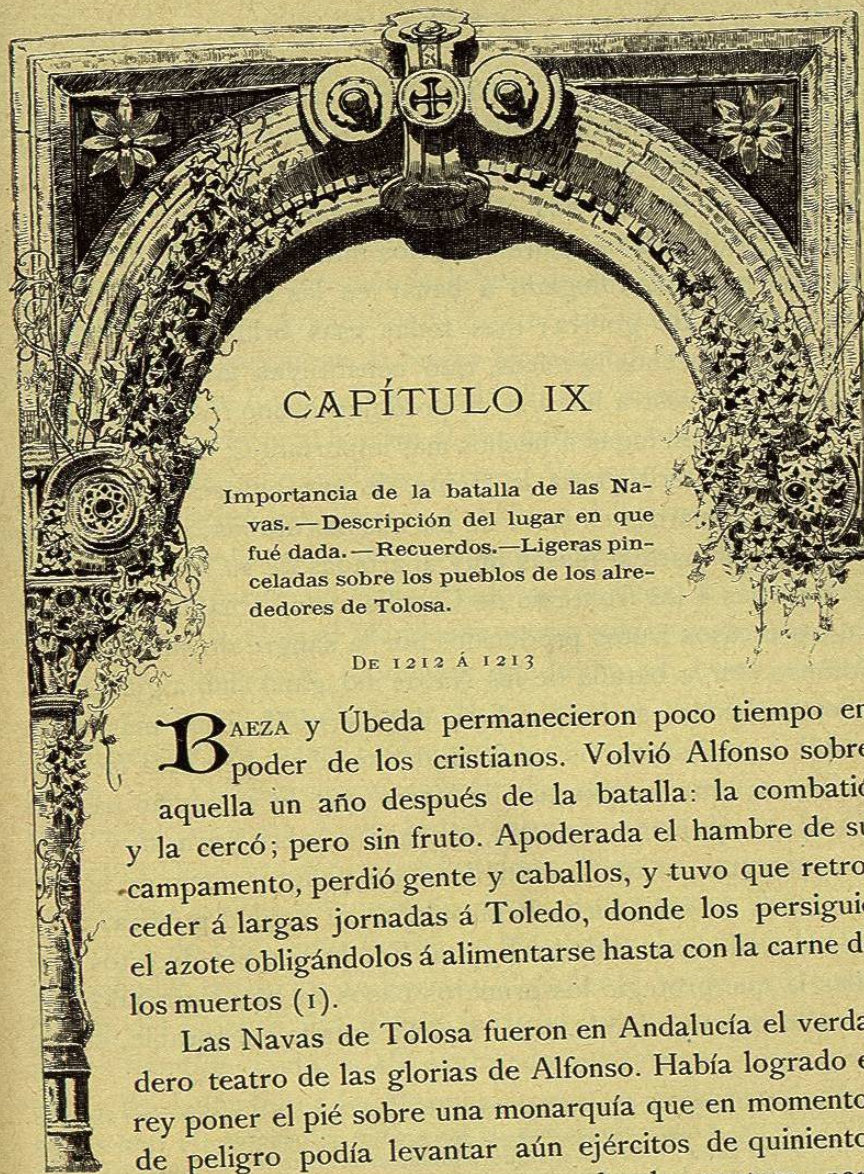 CAPÍTULO IX
Importancia de la batalla de las Na-
vas.—Descripción del lugar en que
fué dada.—Recuerdos.—Ligeras pin-
celadas sobre los pueblos de los alre-
dedores de Tolosa.
De 1212 á 1213
Baeza y Úbeda permanecieron poco tiempo en
poder de los cristianos. Volvió Alfonso sobre
aquella un año después de la batalla: la combatió
y la cercó; pero sin fruto. Apoderada el hambre de su
campamento, perdió gente y caballos, y tuvo que retro
ceder á largas jornadas á Toledo, donde los persiguió
el azote obligándolos á alimentarse hasta con la carne d
los muertos (1).
Las Navas de Tolosa fueron en Andalucía el verda
dero teatro de las glorias de Alfonso. Había logrado e
rey poner el pié sobre una monarquía que en momento
de peligro podía levantar aún ejércitos de quiniento